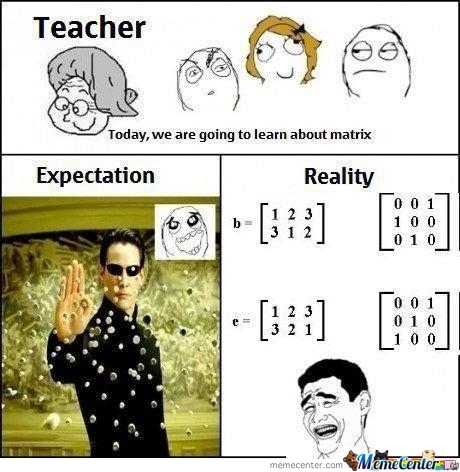 Teacher
Today, we are going to learn about matrix
Expectation
Reality
b = [ 1 2 3
3 1 2 ]
[ 0 0 1
1 0 0
0 1 0 ]
e = [ 1 2 3
3 2 1 ]
[ 0 0 1
0 1 0
1 0 0 ]
memecenter.com MemeCenter